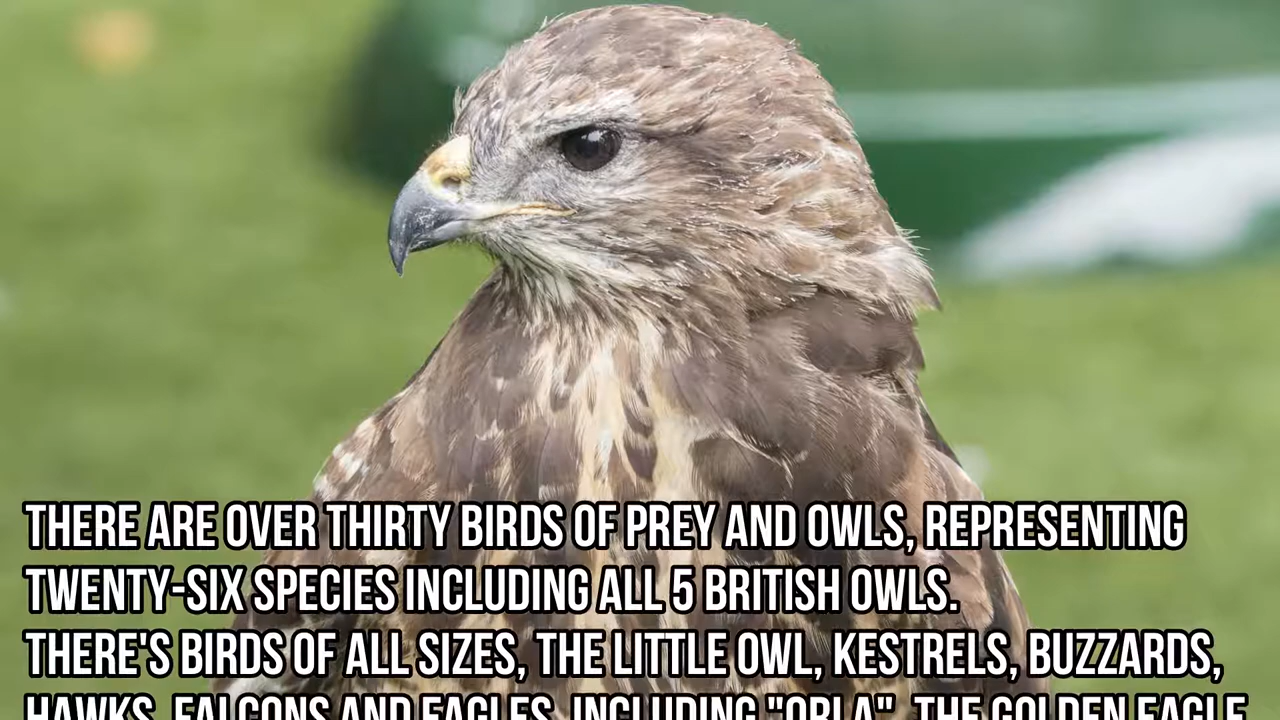 THERE ARE OVER THIRTY BIRDS OF PREY AND OWLS, REPRESENTING
TWENTY-SIX SPECIES INCLUDING ALL 5 BRITISH OWLS.
THERE'S BIRDS OF ALL SIZES, THE LITTLE OWL, KESTRELS, BUZZARDS,
HAWKS, FALCONS AND EAGLES, INCLUDING "ORLA", THE GOLDEN EAGLE